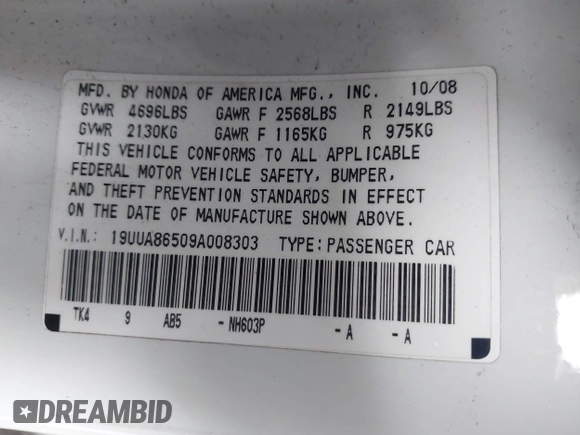 MFD. BY HONDA OF AMERICA MFG., INC. 10/08
GVWR 4696LBS GAWR F 2568LBS R 2149LBS
GVWR 2130KG GAWR F 1165KG R 975KG
THIS VEHICLE CONFORMS TO ALL APPLICABLE
FEDERAL MOTOR VEHICLE SAFETY, BUMPER,
AND THEFT PREVENTION STANDARDS IN EFFECT
ON THE DATE OF MANUFACTURE SHOWN ABOVE.
V.I.N.: 19UUA86509A008303 TYPE: PASSENGER CAR
TK4 9 AB5 - NH603P - A - A
DREAMBID